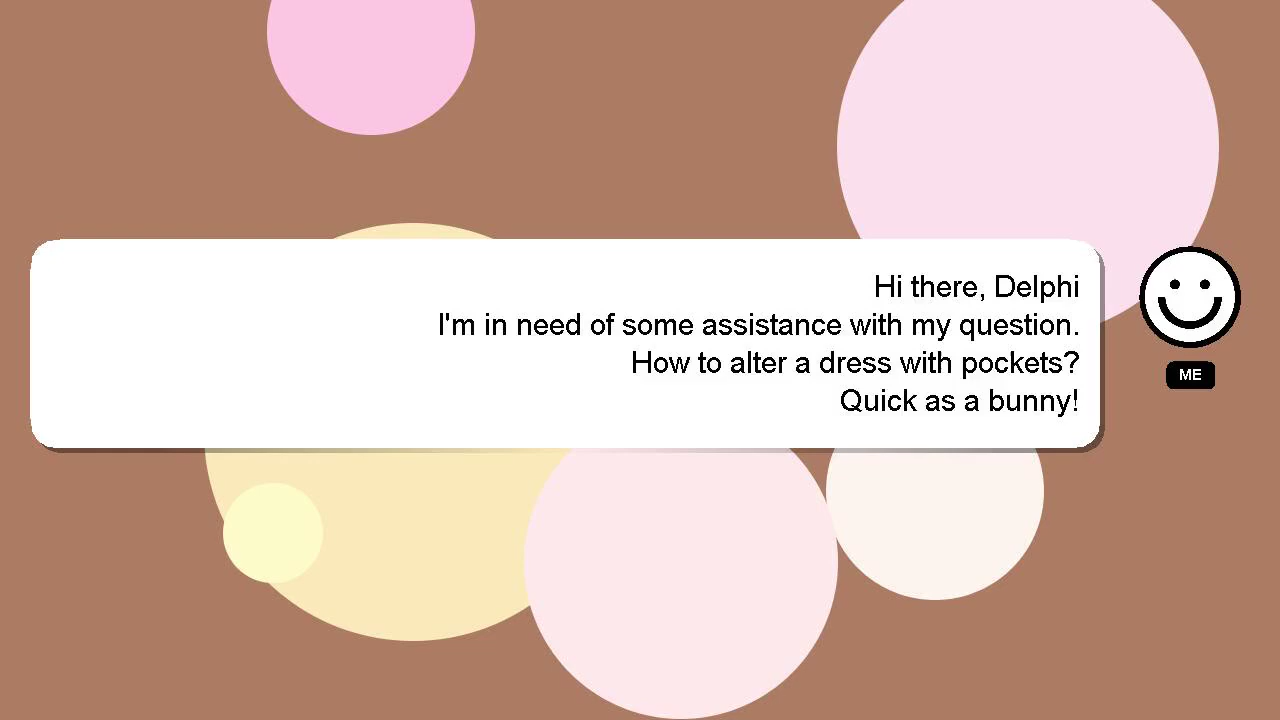 Hi there, Delphi
I'm in need of some assistance with my question.
How to alter a dress with pockets?
Quick as a bunny!
ME